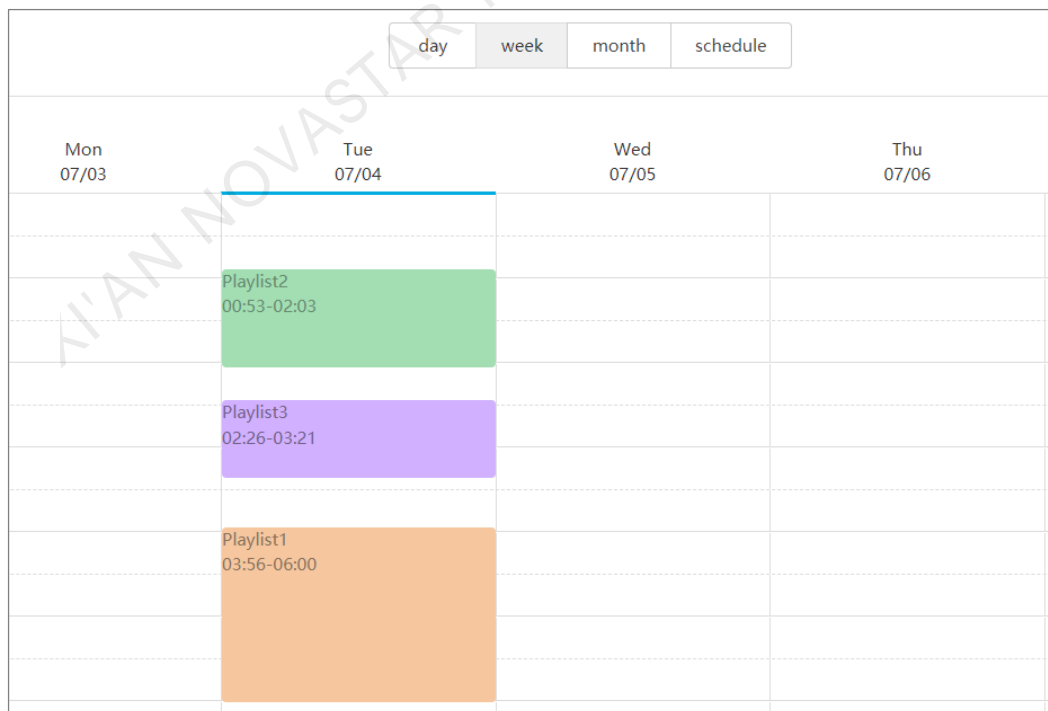 day week month schedule
Mon Tue Wed Thu
07/03 07/04 07/05 07/06
Playlist2
00:53-02:03
Playlist3
02:26-03:21
Playlist1
03:56-06:00
XI'AN NOVASTAR